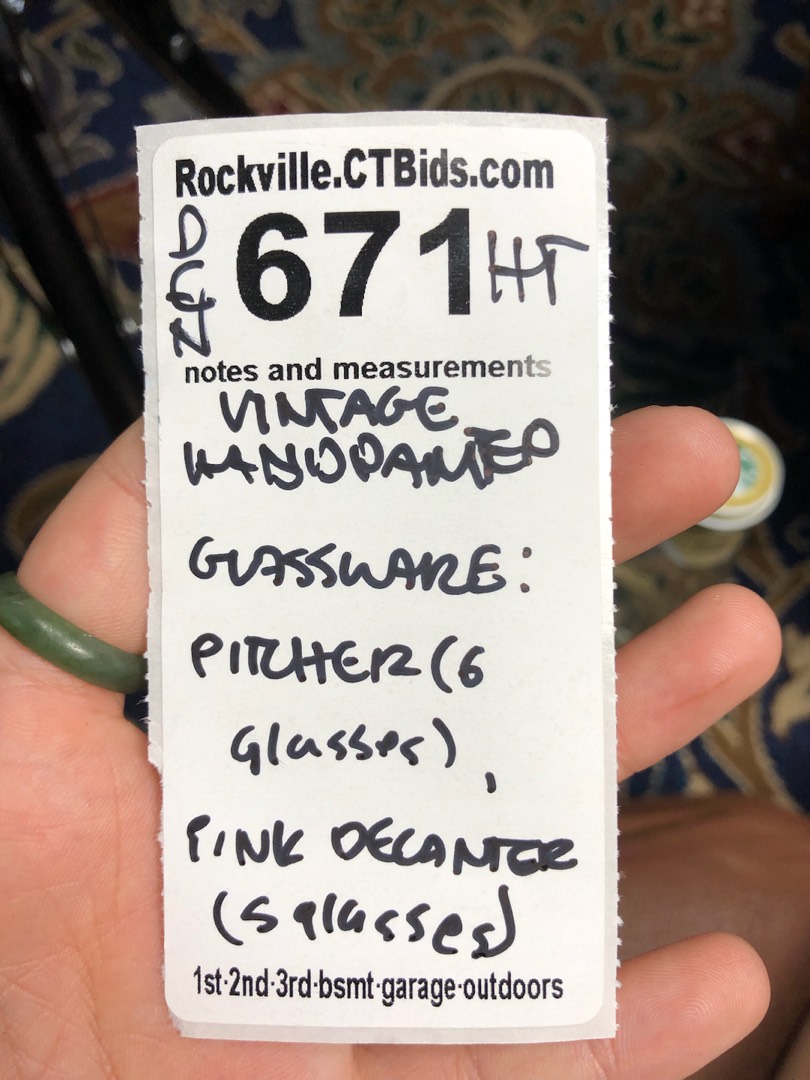 Rockville.CTBids.com
671
notes and measurements
VINTAGE
HANDPAINTED
GLASSWARE:
PITCHER (6
Glasses),
PINK DECANTER
(5 glasses)
1st·2nd·3rd·bsmt·garage·outdoors